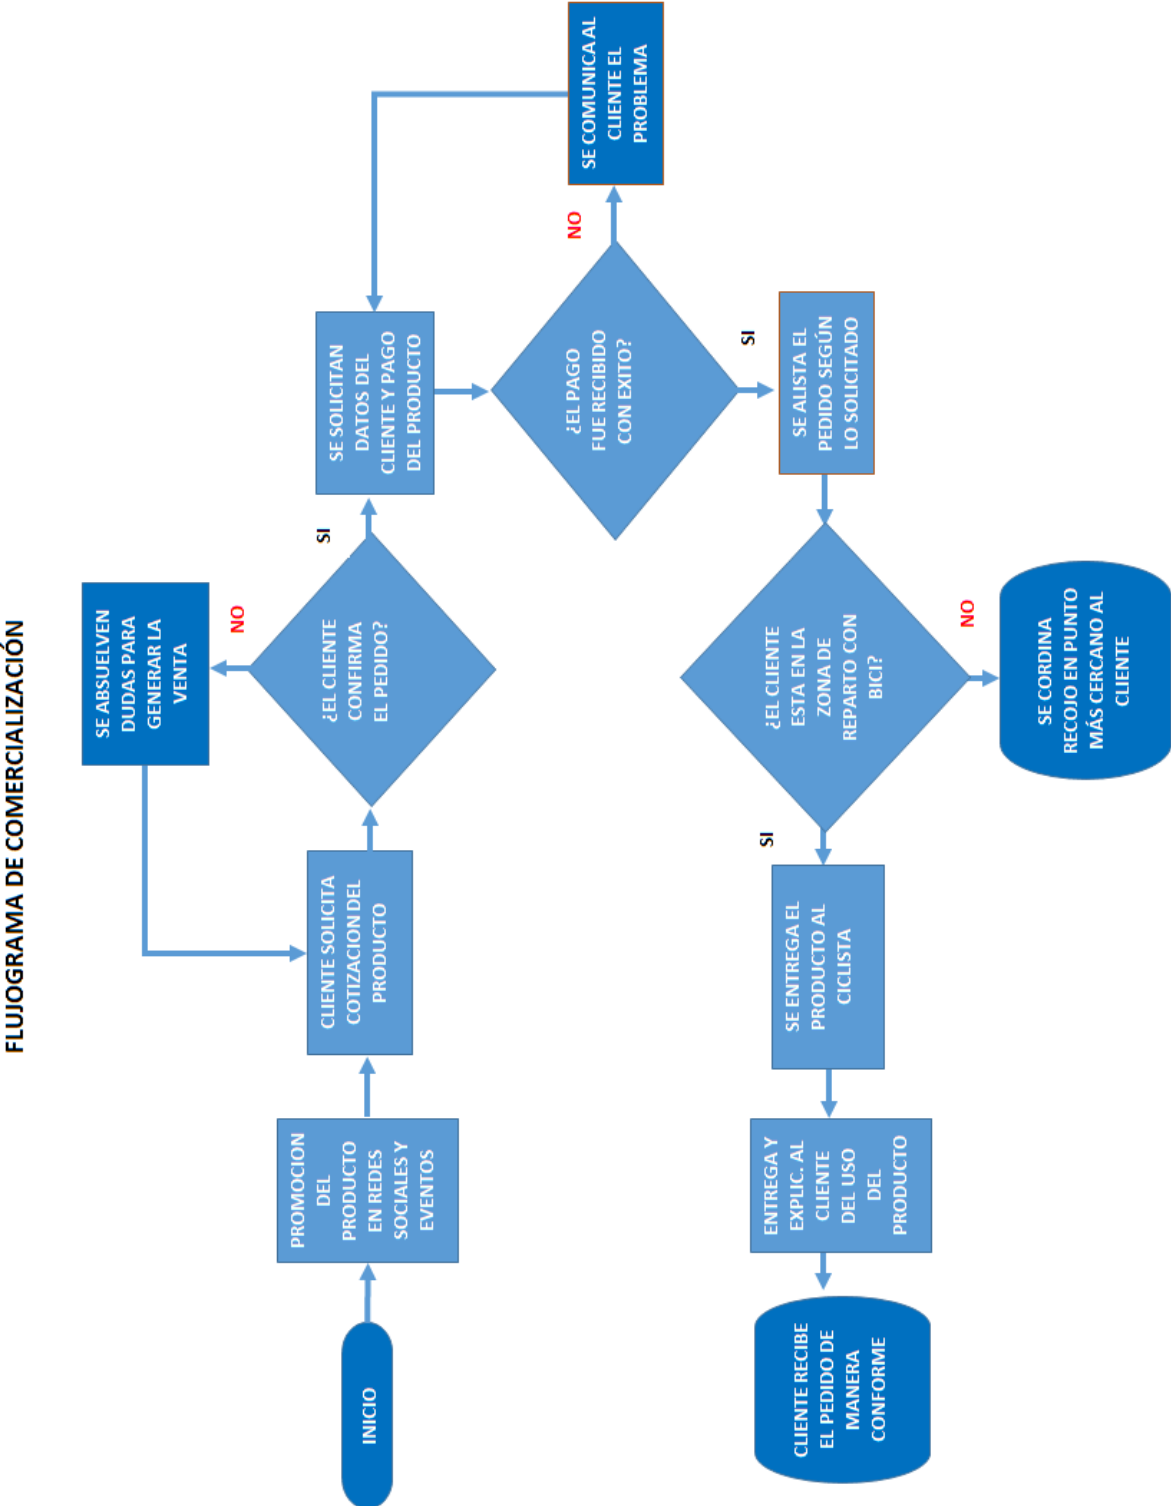 FLUJOGRAMA DE COMERCIALIZACIÓN
INICIO
PROMOCION
DEL
PRODUCTO
EN REDES
SOCIALES Y
EVENTOS
CLIENTE SOLICITA
COTIZACION DEL
PRODUCTO
¿EL CLIENTE
CONFIRMA
EL PEDIDO?
NO
SE ABSUELVEN
DUDAS PARA
GENERAR LA
VENTA
SI
SE SOLICITAN
DATOS DEL
CLIENTE Y PAGO
DEL PRODUCTO
¿EL PAGO
FUE RECIBIDO
CON EXITO?
NO
SE COMUNICA AL
CLIENTE EL
PROBLEMA
SI
SE ALISTA EL
PEDIDO SEGÚN
LO SOLICITADO
¿EL CLIENTE
ESTA EN LA
ZONA DE
REPARTO CON
BICI?
NO
SE CORDINA
RECOJO EN PUNTO
MÁS CERCANO AL
CLIENTE
SI
SE ENTREGA EL
PRODUCTO AL
CICLISTA
ENTREGA Y
EXPLIC. AL
CLIENTE
DEL USO
DEL
PRODUCTO
CLIENTE RECIBE
EL PEDIDO DE
MANERA
CONFORME